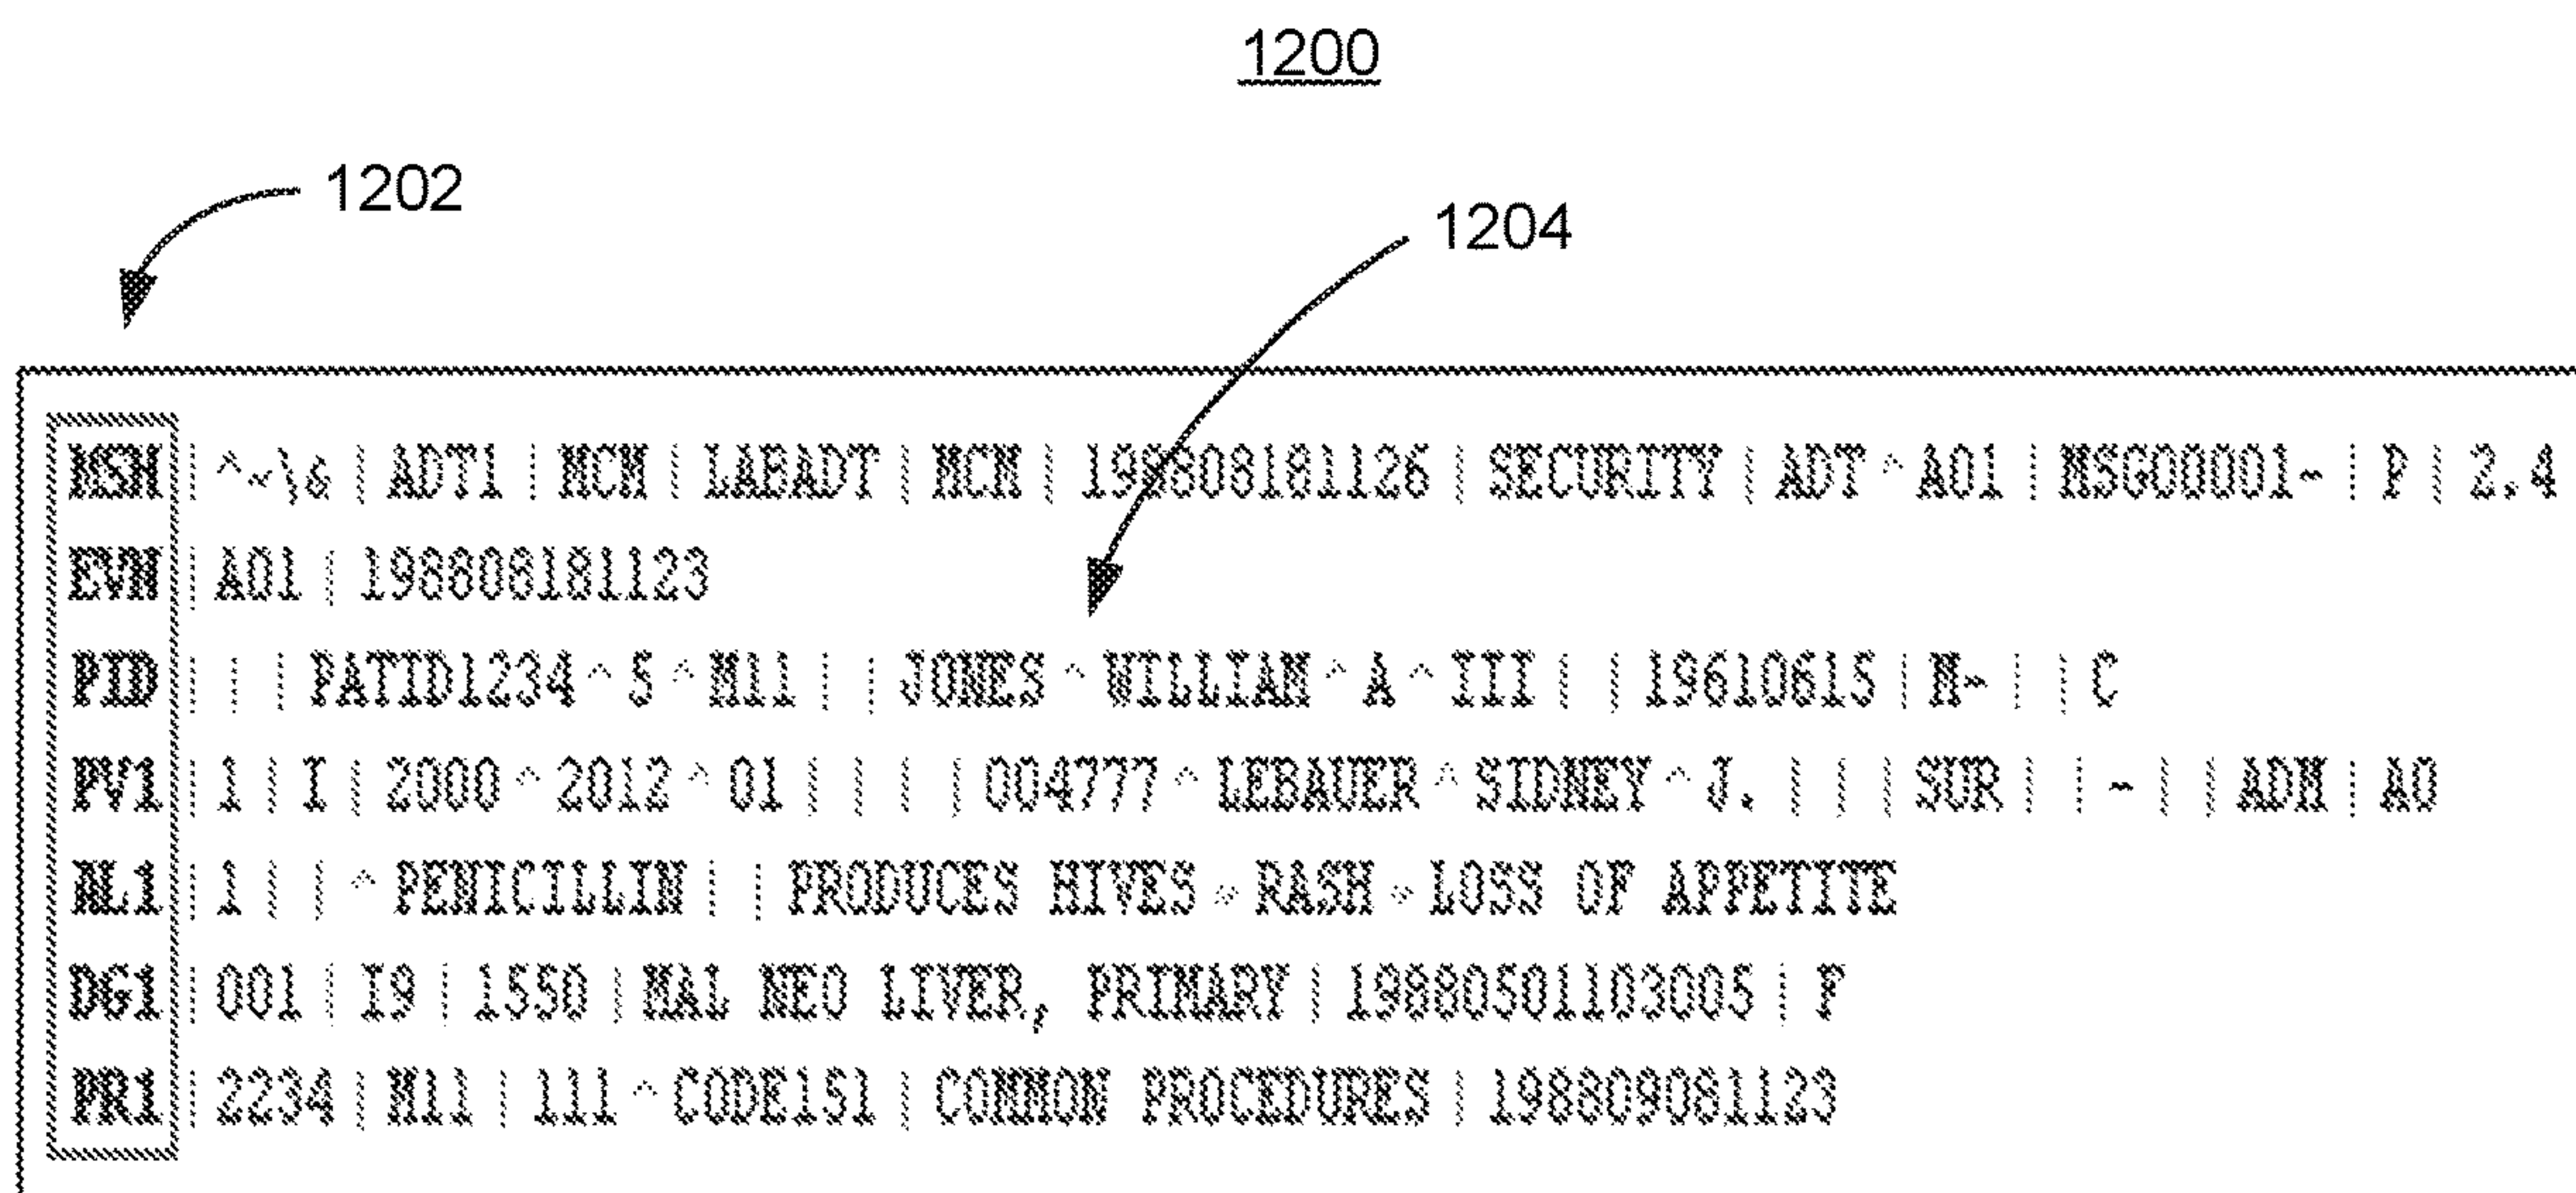 1200
1202
1204
MSH|^~\&|ADT1|MCM|LABADT|MCM|198808181126|SECURITY|ADT^A01|MSG00001-|P|2.4
EVN|A01|198808181123
PID|||PATID1234^5^M11||JONES^WILLIAM^A^III||19610615|M-||C
PV1|1|I|2000^2012^01||||004777^LEBAUER^SIDNEY^J.|||SUR||-||ADM|A0
AL1|1||^PENICILLIN||PRODUCES HIVES~RASH~LOSS OF APPETITE
DG1|001|I9|1550|MAL NEO LIVER, PRIMARY|19880501103005|F
PR1|2234|M11|111^CODE151|COMMON PROCEDURES|198809081123